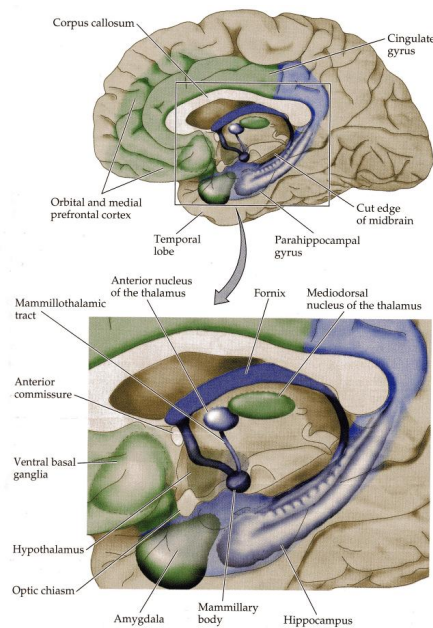 Corpus callosum
Cingulate
gyrus
Orbital and medial
prefrontal cortex
Temporal
lobe
Parahippocampal
gyrus
Cut edge
of midbrain
Anterior nucleus
of the thalamus
Mammillothalamic
tract
Fornix
Mediodorsal
nucleus of the thalamus
Anterior
commissure
Ventral basal
ganglia
Hypothalamus
Optic chiasm
Amygdala
Mammillary
body
Hippocampus